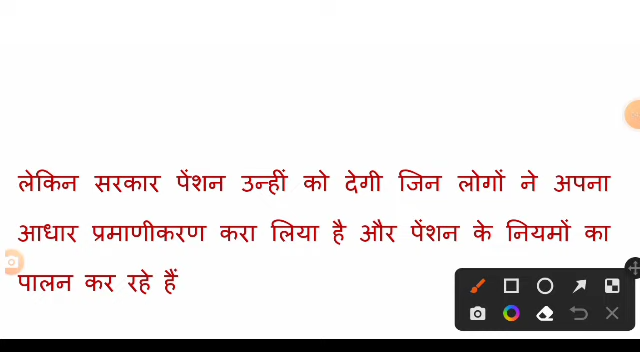 लेकिन सरकार पेंशन उन्हीं को देगी जिन लोगों ने अपना
आधार प्रमाणीकरण करा लिया है और पेंशन के नियमों का
पालन कर रहे हैं